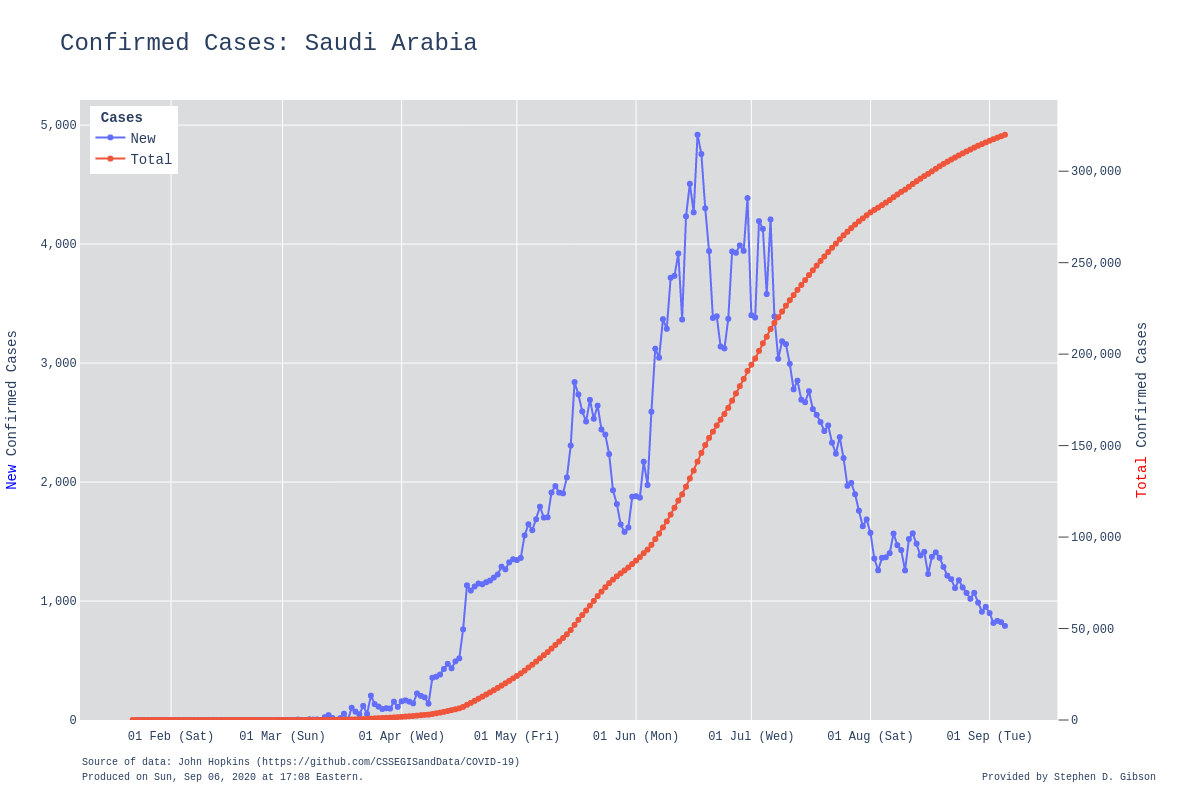 Confirmed Cases: Saudi Arabia
Cases
New
Total
5,000
4,000
3,000
2,000
1,000
0
New Confirmed Cases
300,000
250,000
200,000
150,000
100,000
50,000
0
Total Confirmed Cases
01 Feb (Sat) 01 Mar (Sun) 01 Apr (Wed) 01 May (Fri) 01 Jun (Mon) 01 Jul (Wed) 01 Aug (Sat) 01 Sep (Tue)
Source of data: John Hopkins (https://github.com/CSSEGISandData/COVID-19)
Produced on Sun, Sep 06, 2020 at 17:08 Eastern.
Provided by Stephen D. Gibson